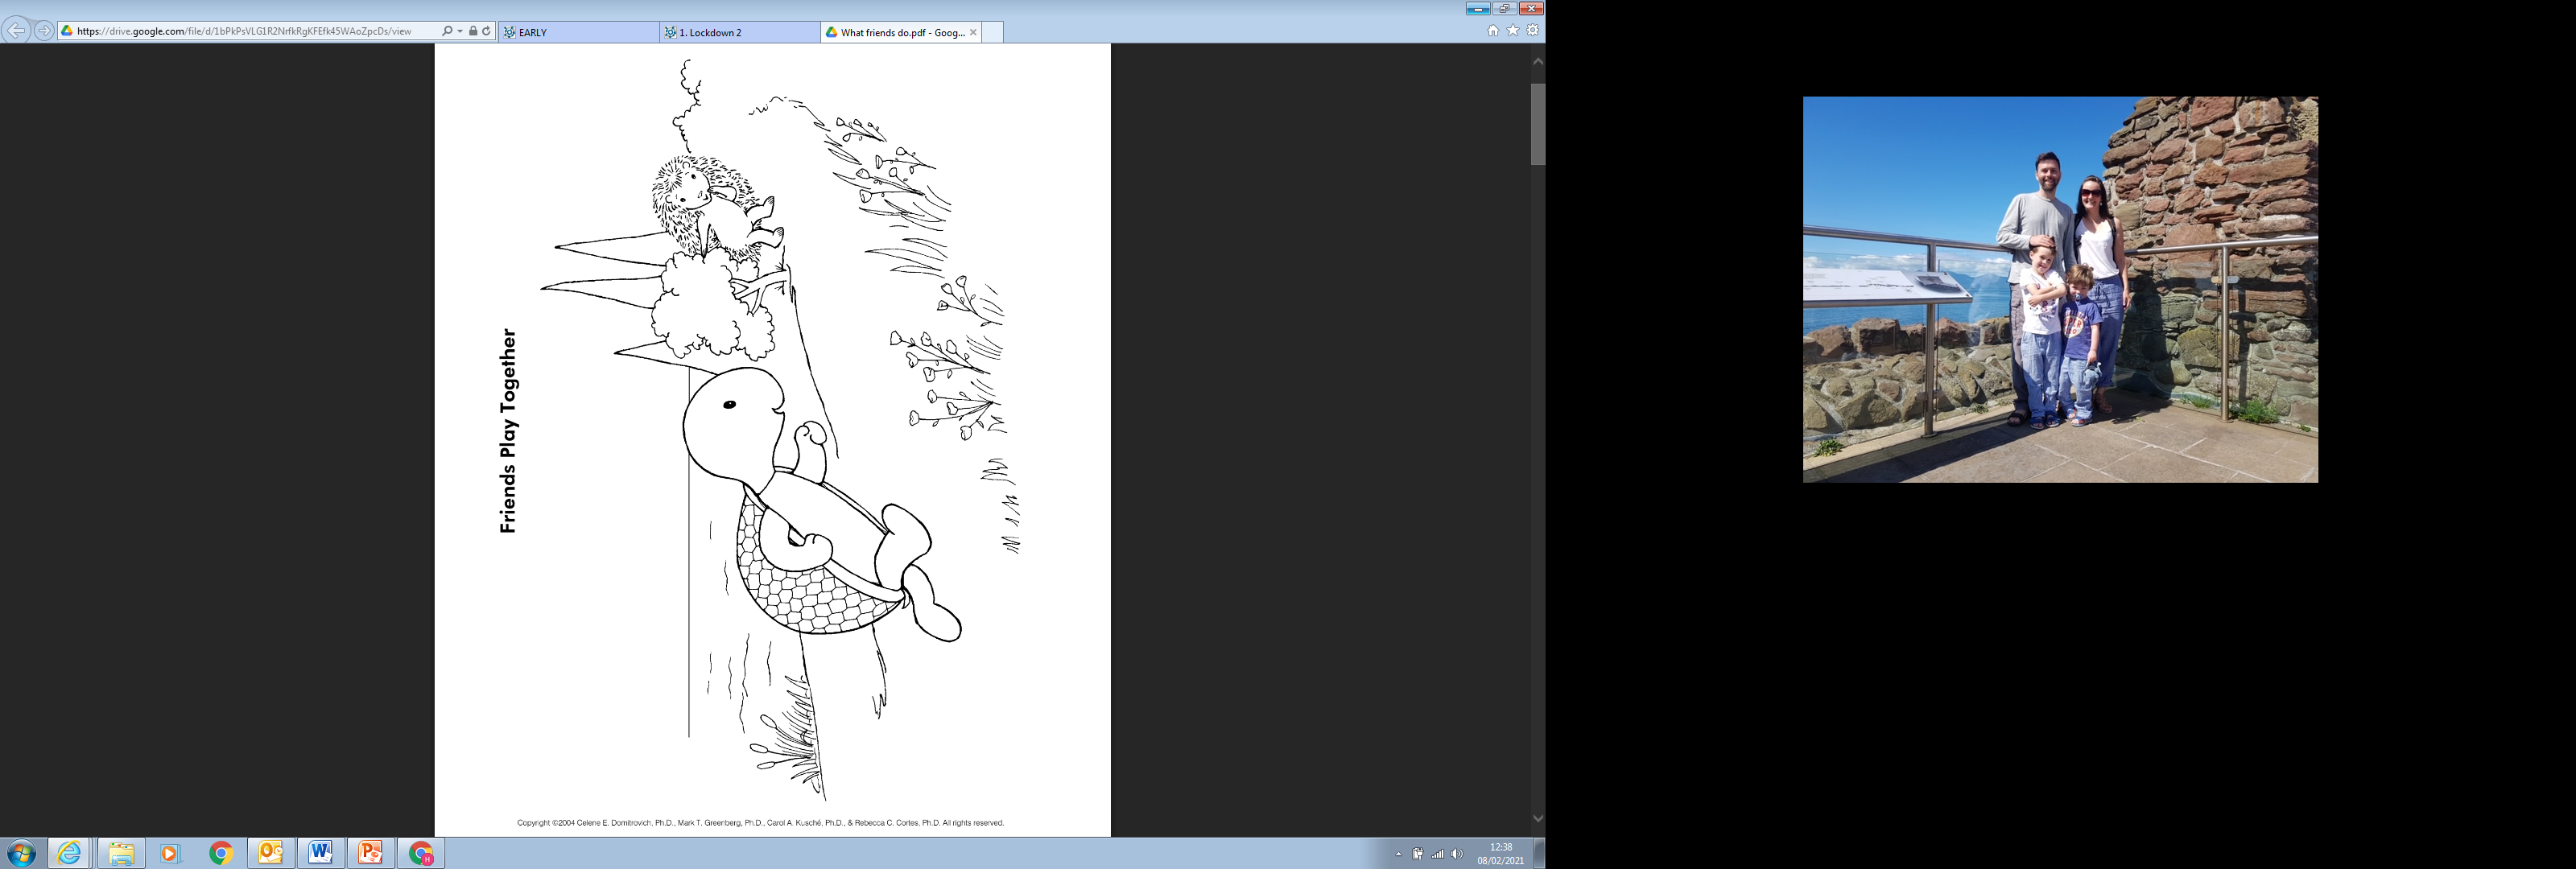 https://drive.google.com/file/d/1bPkPsVLG1R2NrfkRgKFEfk45WAoZpcDs/view
EARLY
1. Lockdown 2
What friends do.pdf - Goog...
Friends Play Together
Copyright ©2004 Celene E. Domitrovich, Ph.D., Mark T. Greenberg, Ph.D., Carol A. Kusché, Ph.D., & Rebecca C. Cortes, Ph.D. All rights reserved.
12:38
08/02/2021